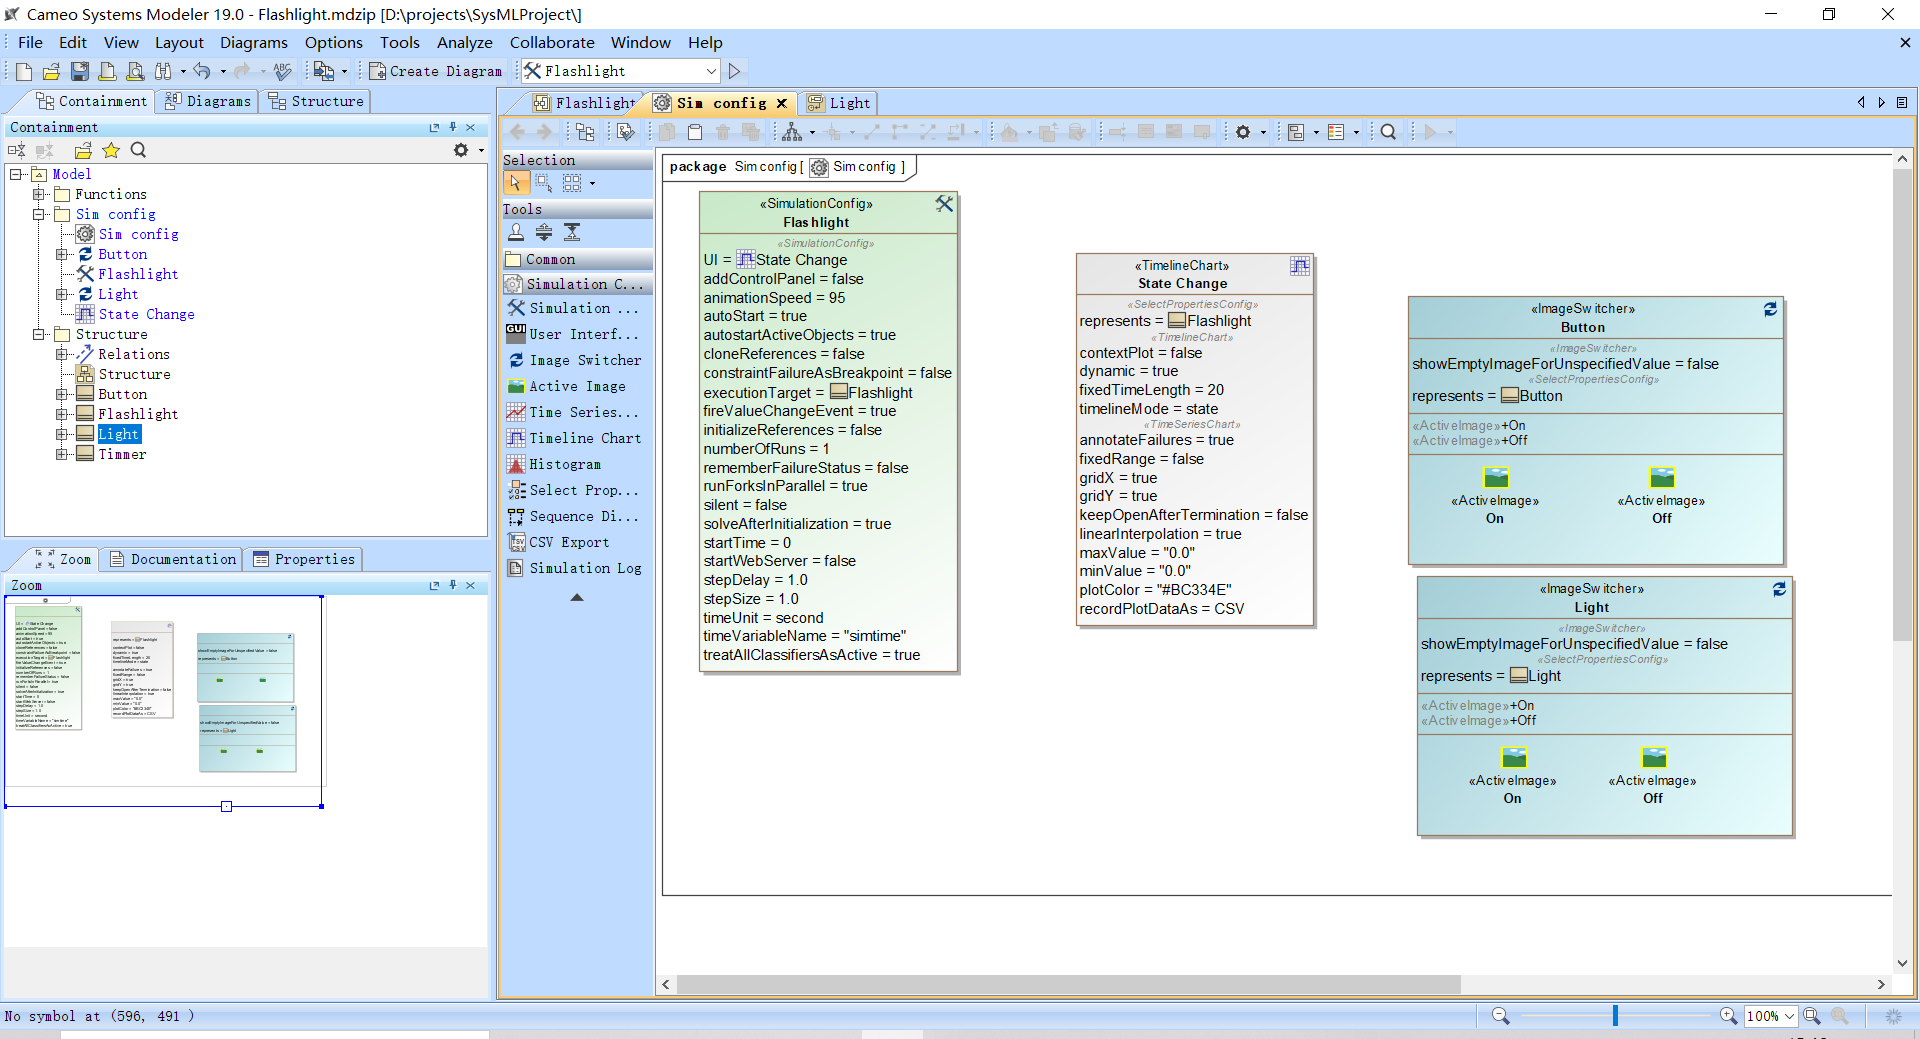 Cameo Systems Modeler 19.0 - Flashlight.mdzip [D:\projects\SysMLProject\]
File Edit View Layout Diagrams Options Tools Analyze Collaborate Window Help
Create Diagram Flashlight
Containment Diagrams Structure
Containment
Model
Functions
Sim config
Sim config
Button
Flashlight
Light
State Change
Structure
Relations
Structure
Button
Flashlight
Light
Timmer
Zoom Documentation Properties
Zoom
Flashlight Sim config Light
Selection
Tools
Common
Simulation C...
Simulation ...
User Interf...
Image Switcher
Active Image
Time Series...
Timeline Chart
Histogram
Select Prop...
Sequence Di...
CSV Export
Simulation Log
package Sim config [ Sim config ]
«SimulationConfig»
Flashlight
«SimulationConfig»
UI = State Change
addControlPanel = false
animationSpeed = 95
autoStart = true
autostartActiveObjects = true
cloneReferences = false
constraintFailureAsBreakpoint = false
executionTarget = Flashlight
fireValueChangeEvent = true
initializeReferences = false
numberOfRuns = 1
rememberFailureStatus = false
runForksInParallel = true
silent = false
solveAfterInitialization = true
startTime = 0
startWebServer = false
stepDelay = 1.0
stepSize = 1.0
timeUnit = second
timeVariableName = "simtime"
treatAllClassifiersAsActive = true
«TimelineChart»
State Change
«SelectPropertiesConfig»
represents = Flashlight
«TimelineChart»
contextPlot = false
dynamic = true
fixedTimeLength = 20
timelineMode = state
«TimeSeriesChart»
annotateFailures = true
fixedRange = false
gridX = true
gridY = true
keepOpenAfterTermination = false
linearInterpolation = true
maxValue = "0.0"
minValue = "0.0"
plotColor = "#BC334E"
recordPlotDataAs = CSV
«ImageSwitcher»
Button
«ImageSwitcher»
showEmptyImageForUnspecifiedValue = false
«SelectPropertiesConfig»
represents = Button
«ActiveImage»+On
«ActiveImage»+Off
«ActiveImage» «ActiveImage»
On Off
«ImageSwitcher»
Light
«ImageSwitcher»
showEmptyImageForUnspecifiedValue = false
«SelectPropertiesConfig»
represents = Light
«ActiveImage»+On
«ActiveImage»+Off
«ActiveImage» «ActiveImage»
On Off
No symbol at (596, 491 )
100%